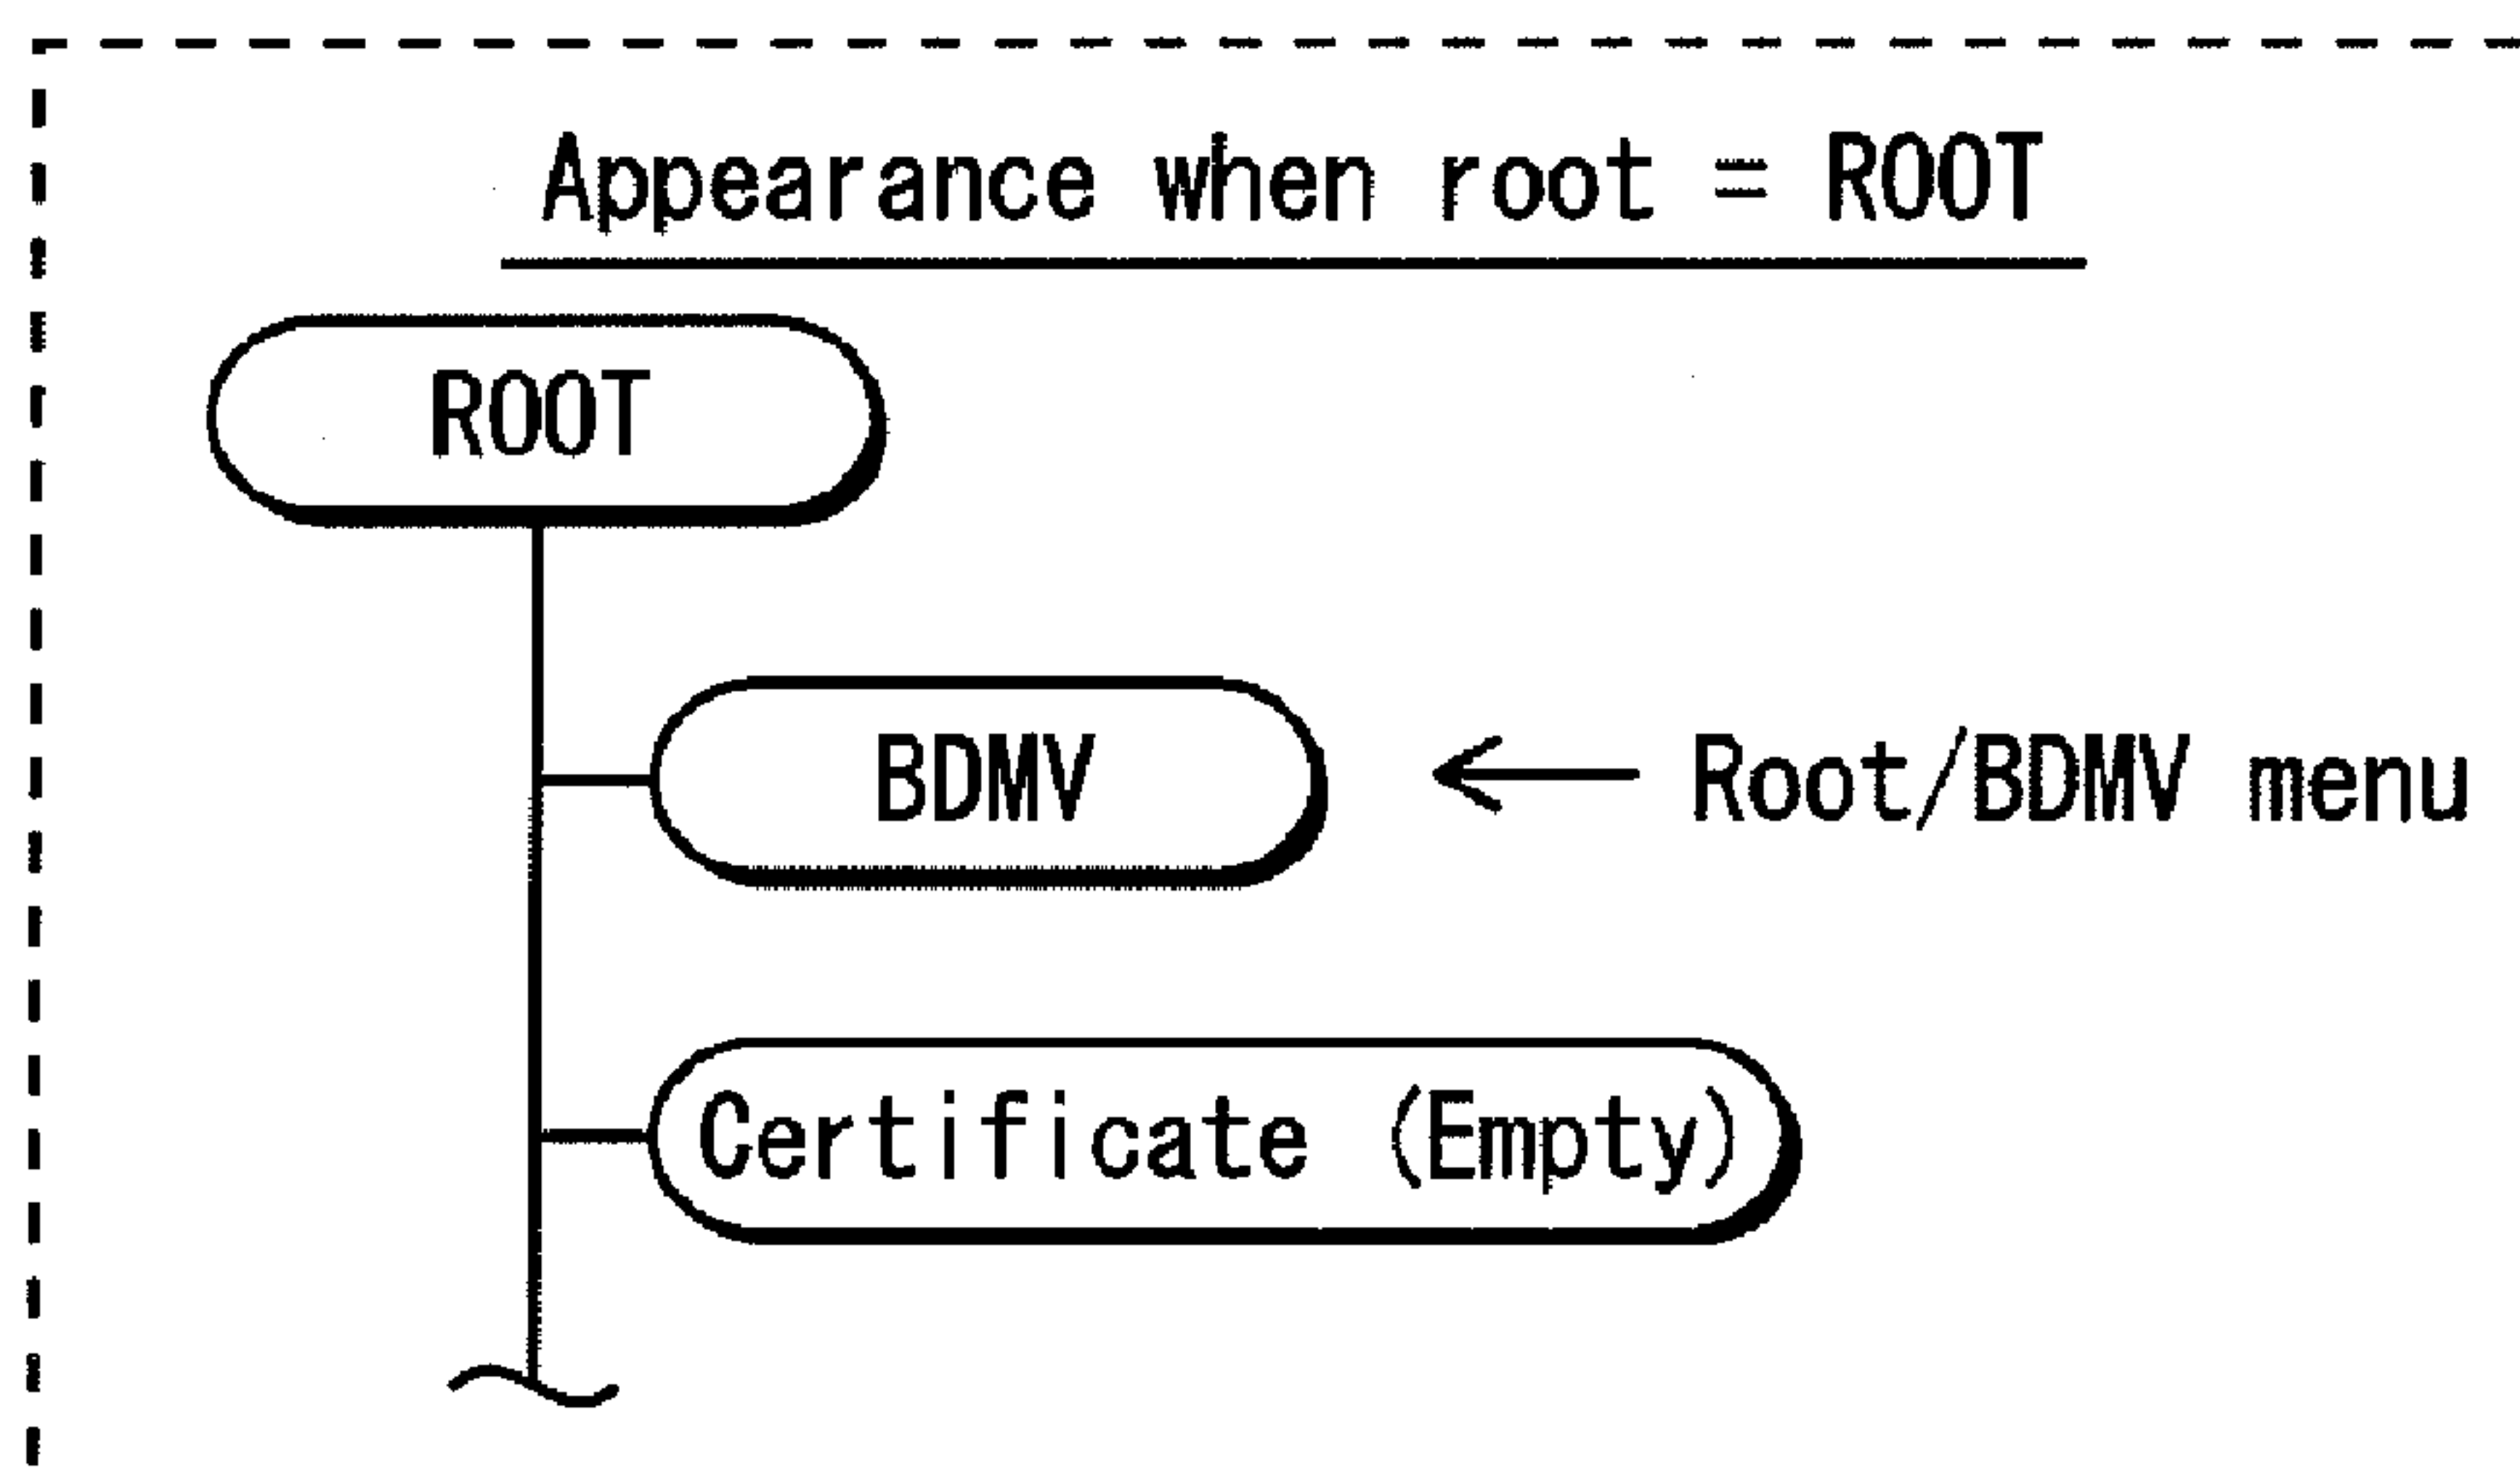 Appearance when root = ROOT
ROOT
BDMV
Root/BDMV menu
Certificate (Empty)